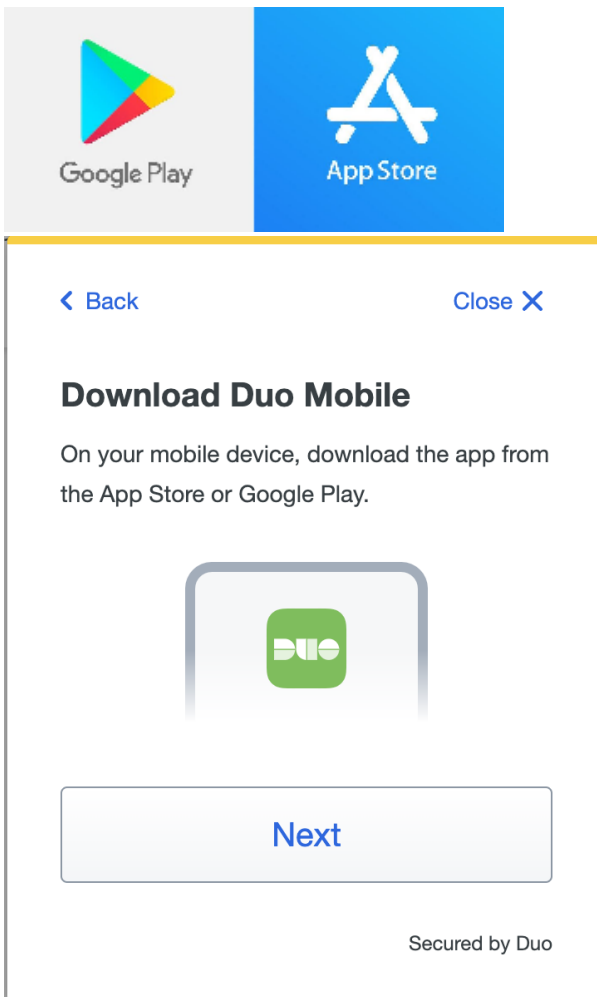 Google Play
App Store
Back
Close
Download Duo Mobile
On your mobile device, download the app from
the App Store or Google Play.
DUO
Next
Secured by Duo